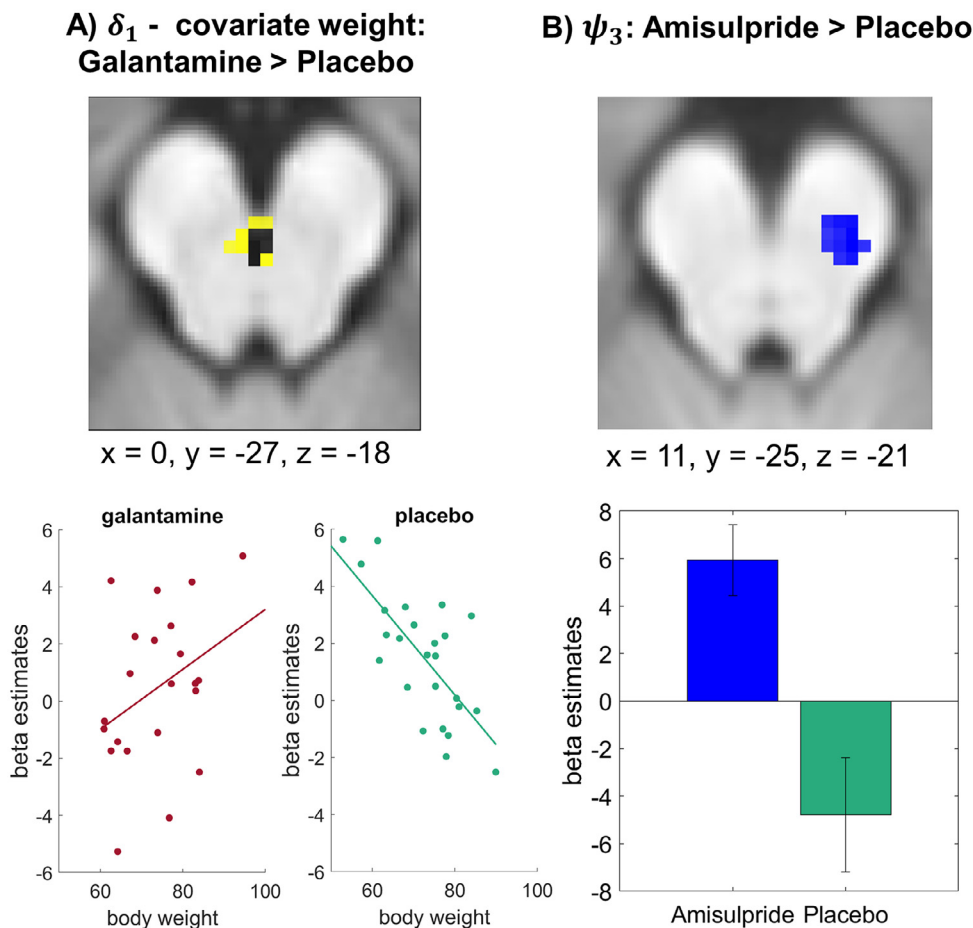 A) δ₁ - covariate weight:
Galantamine > Placebo
x = 0, y = -27, z = -18
galantamine
6
4
2
0
-2
-4
-6
beta estimates
60 80 100
body weight
placebo
6
4
2
0
-2
-4
-6
beta estimates
60 80 100
body weight
B) ψ₃: Amisulpride > Placebo
x = 11, y = -25, z = -21
8
6
4
2
0
-2
-4
-6
-8
beta estimates
Amisulpride Placebo